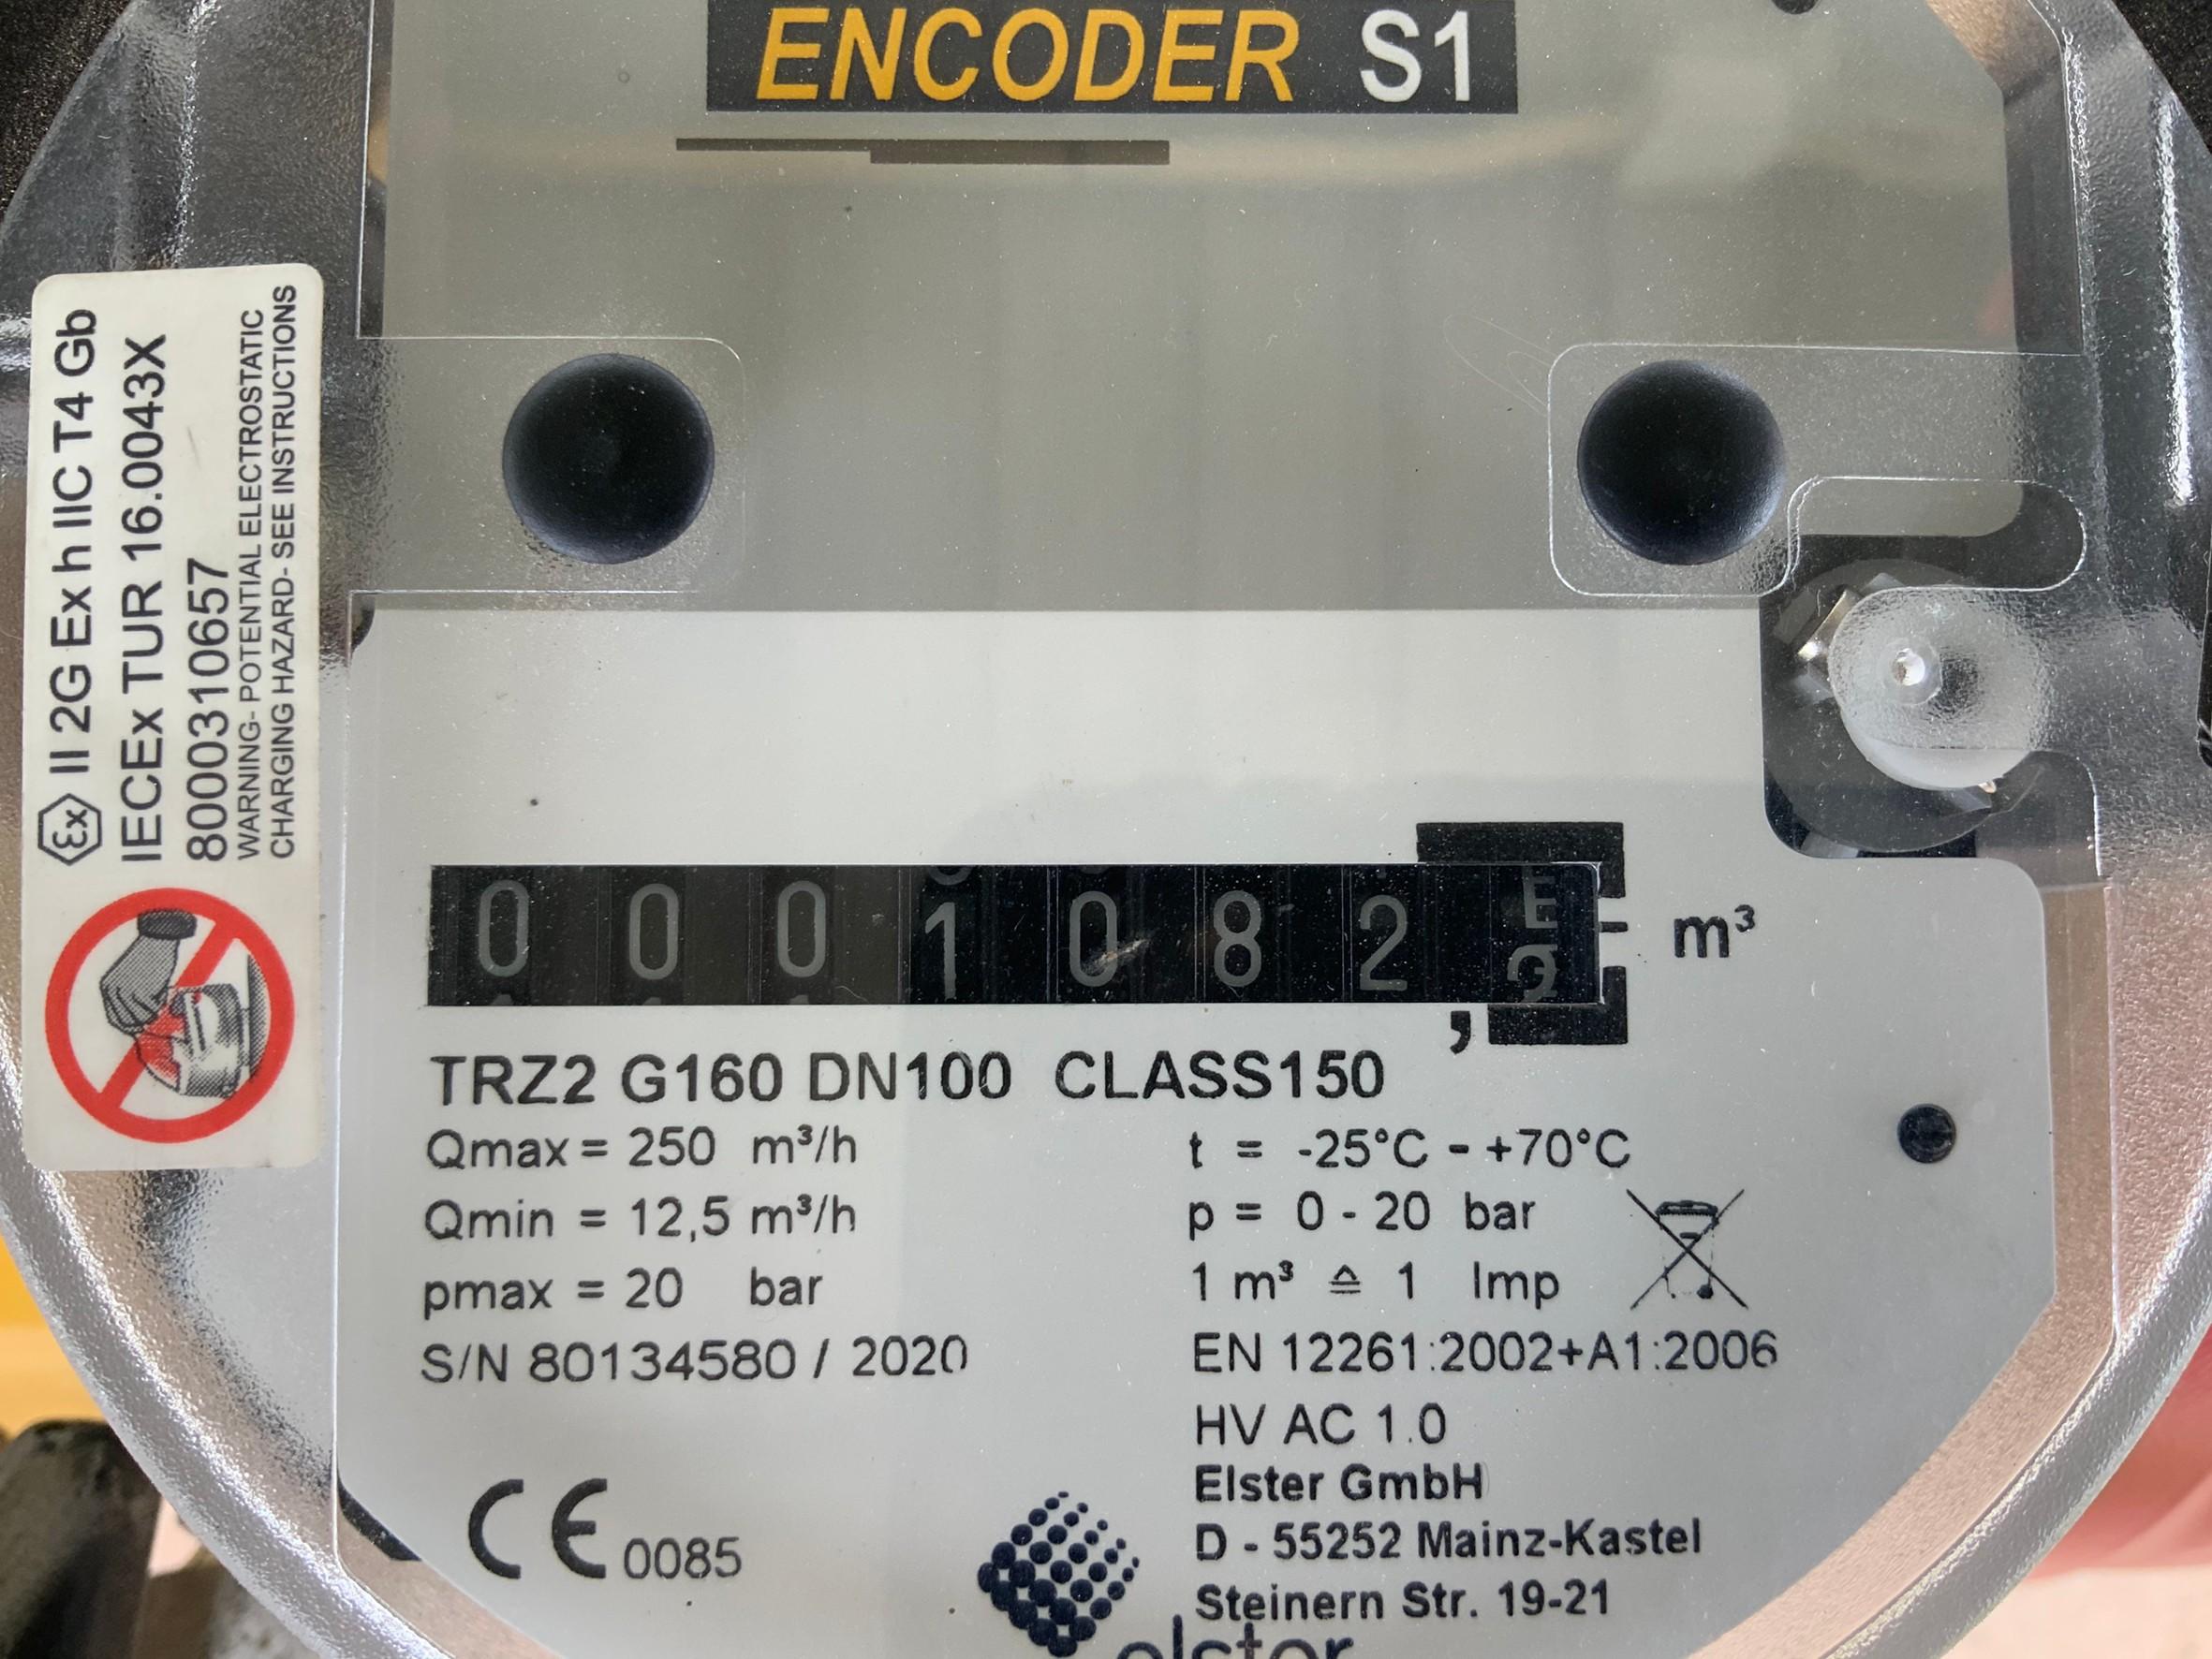 ENCODER S1
II 2G Ex h IIC T4 Gb
IECEx TUR 16.0043X
8000310657
WARNING- POTENTIAL ELECTROSTATIC
CHARGING HAZARD- SEE INSTRUCTIONS
0 0 0 1 0 8 2 , m³
TRZ2 G160 DN100 CLASS150
Qmax = 250 m³/h
Qmin = 12,5 m³/h
pmax = 20 bar
S/N 80134580 / 2020
t = -25°C - +70°C
p = 0 - 20 bar
1 m³ ≙ 1 Imp
EN 12261:2002+A1:2006
HV AC 1.0
Elster GmbH
D - 55252 Mainz-Kastel
Steinern Str. 19-21
CE 0085
elster